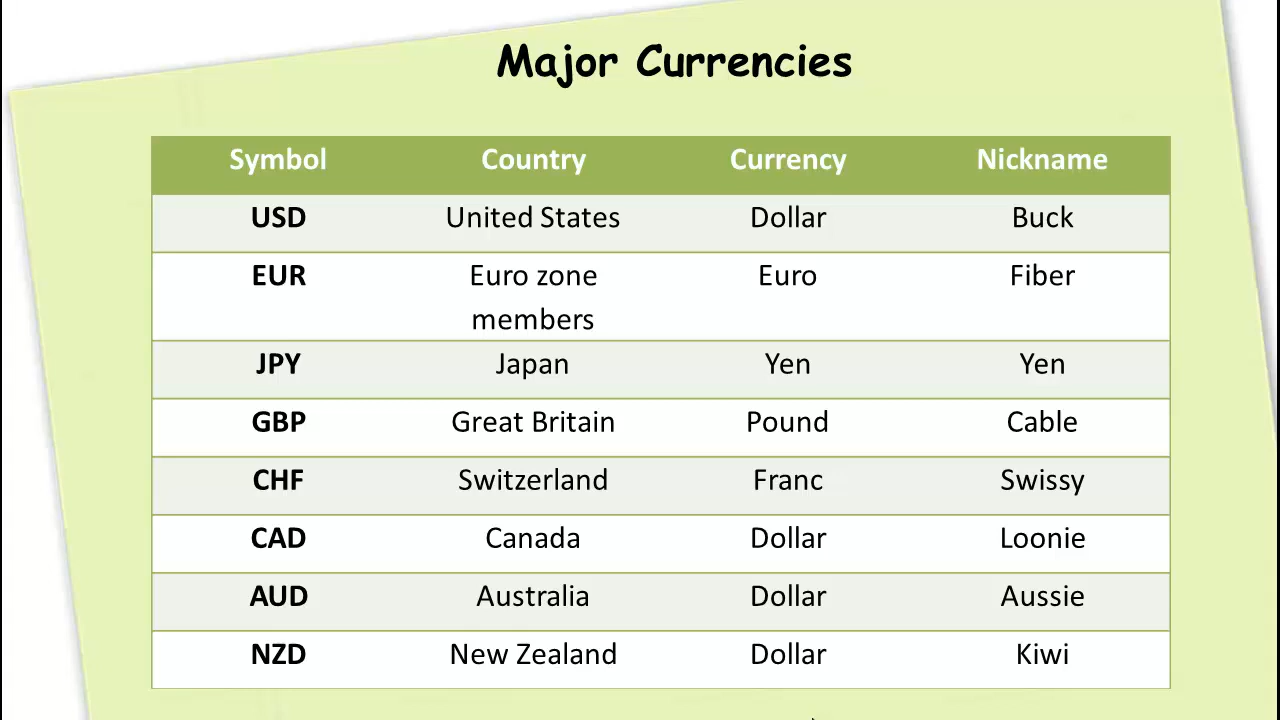 Major Currencies
Symbol Country Currency Nickname
USD United States Dollar Buck
EUR Euro zone Euro Fiber
members
JPY Japan Yen Yen
GBP Great Britain Pound Cable
CHF Switzerland Franc Swissy
CAD Canada Dollar Loonie
AUD Australia Dollar Aussie
NZD New Zealand Dollar Kiwi